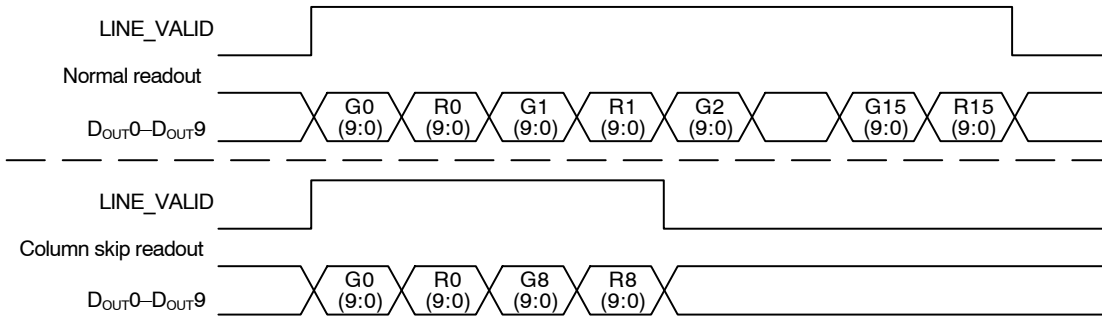 LINE_VALID
Normal readout
G0 R0 G1 R1 G2 G15 R15
(9:0) (9:0) (9:0) (9:0) (9:0) (9:0) (9:0)
DOUT0–DOUT9
LINE_VALID
Column skip readout
G0 R0 G8 R8
(9:0) (9:0) (9:0) (9:0)
DOUT0–DOUT9